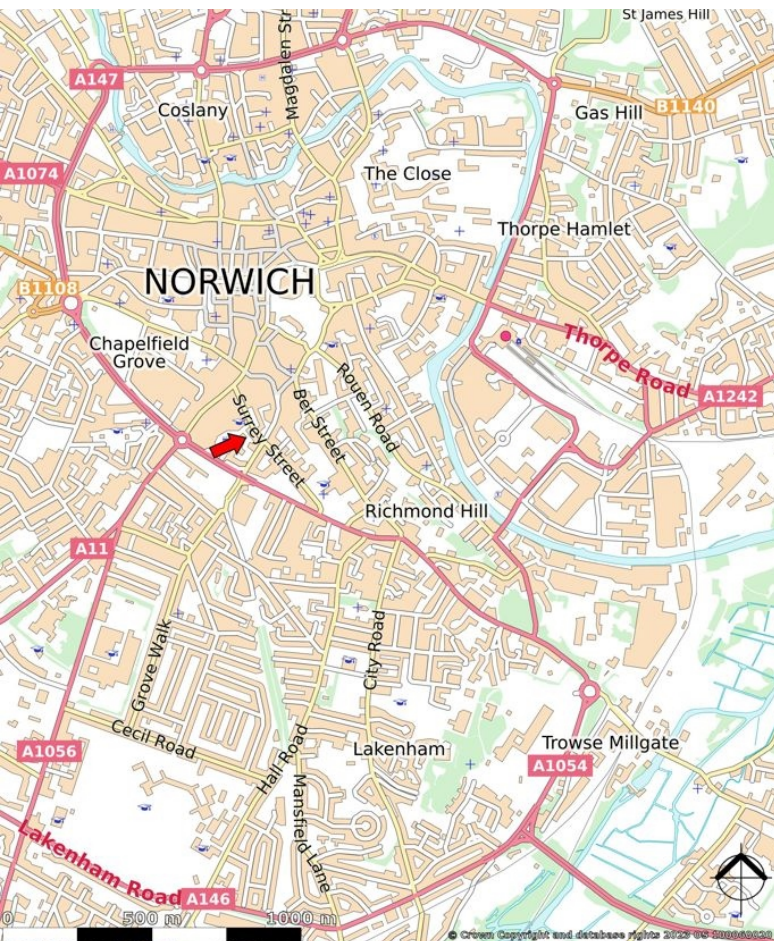 St James Hill
A147
Magdalen Str
Coslany
B1140
Gas Hill
A1074
The Close
Thorpe Hamlet
NORWICH
B1108
Chapelfield
Grove
Thorpe Road
Rouen Road
A1242
Ber Street
Surrey Street
Richmond Hill
A11
Grove Walk
City Road
Cecil Road
Hall Road
Lakenham
Trowse Millgate
A1056
A1054
Mansfield Lane
Lakenham Road
A146
0
500 m
1000 m
© Crown Copyright and database rights 2023 OS 100060020